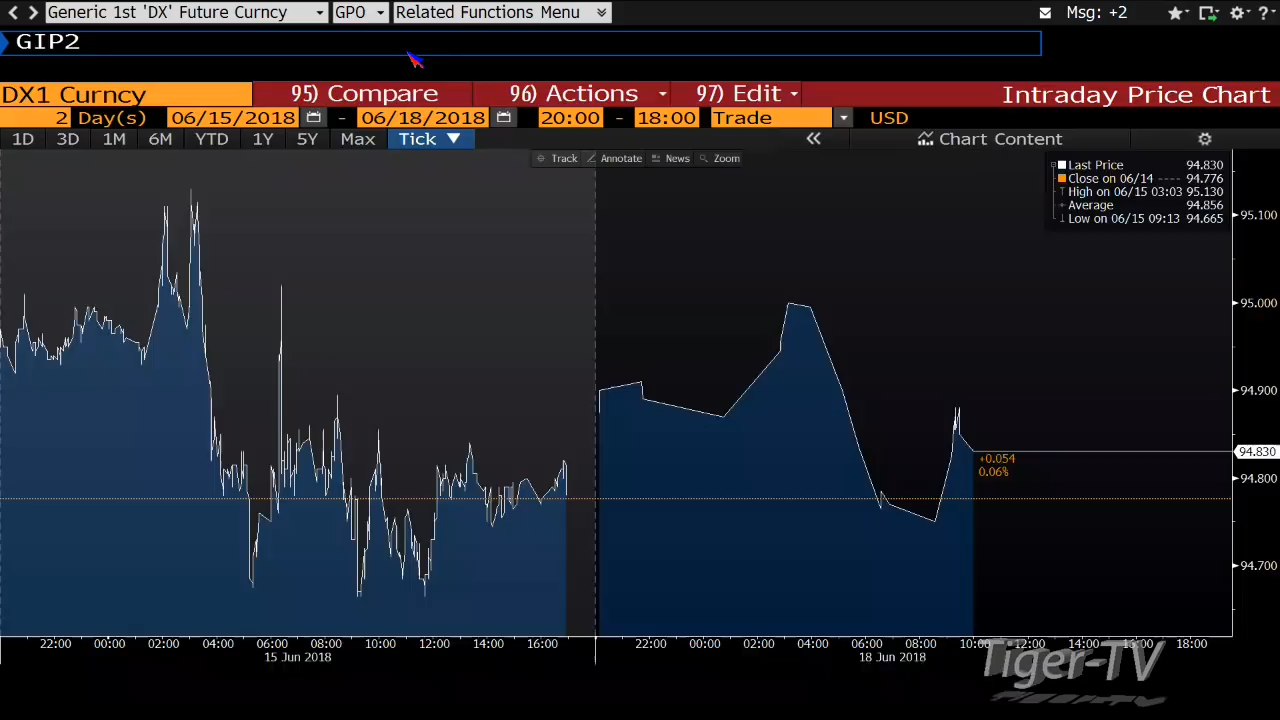 Generic 1st 'DX' Future Curncy GPO Related Functions Menu Msg: +2 ?
GIP2
DX1 Curncy 95) Compare 96) Actions 97) Edit Intraday Price Chart
2 Day(s) 06/15/2018 - 06/18/2018 20:00 - 18:00 Trade USD
1D 3D 1M 6M YTD 1Y 5Y Max Tick ▼ « Chart Content
Track Annotate News Zoom
Last Price 94.830
Close on 06/14 ---- 94.776
High on 06/15 03:03 95.130
Average 94.856
Low on 06/15 09:13 94.665
95.100
95.000
94.900
94.830
+0.054
0.06%
94.800
94.700
22:00 00:00 02:00 04:00 06:00 08:00 10:00 12:00 14:00 16:00 22:00 00:00 02:00 04:00 06:00 08:00 10:00 12:00 14:00 16:00 18:00
15 Jun 2018 18 Jun 2018
Tiger-TV